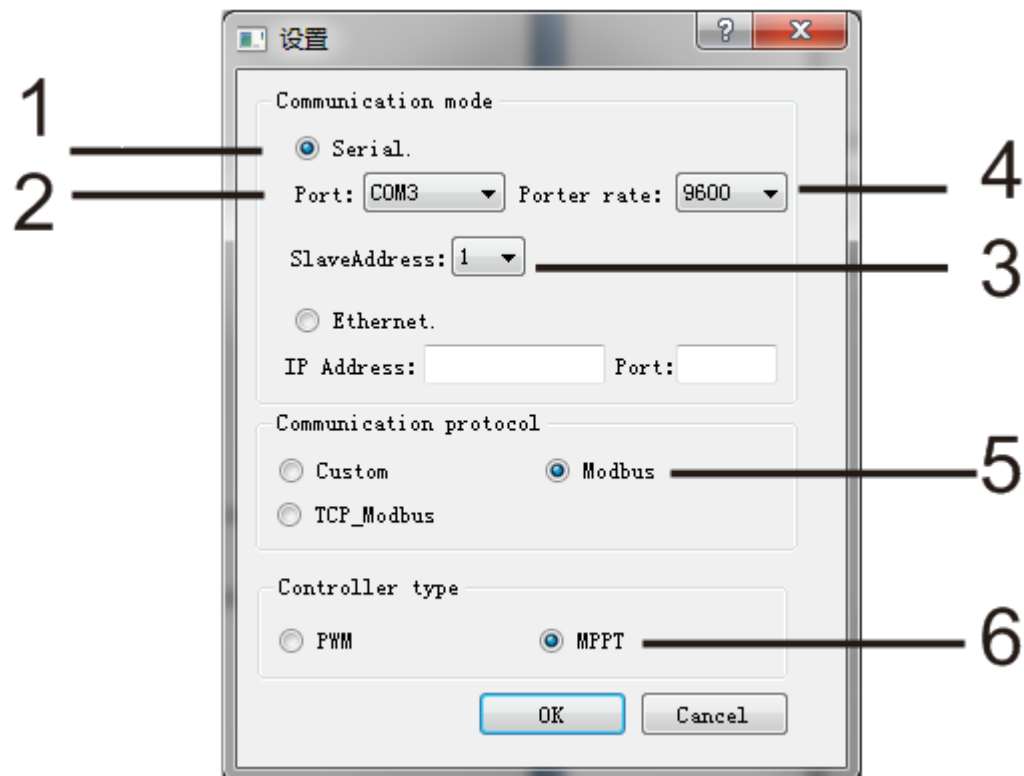 设置
Communication mode
1
Serial.
2
Port: COM3 Porter rate: 9600
4
SlaveAddress: 1
3
Ethernet.
IP Address: Port:
Communication protocol
Custom Modbus
5
TCP_Modbus
Controller type
PWM MPPT
6
OK Cancel